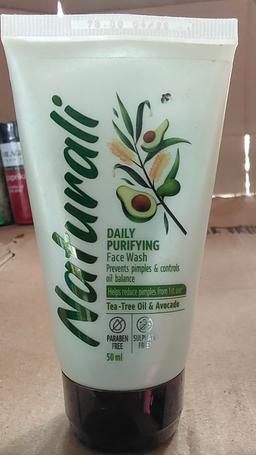 Naturali
DAILY
PURIFYING
Face Wash
Prevents pimples & controls
oil balance
Helps reduce pimples from 1st use*
Tea-Tree Oil & Avocado
PARABEN
FREE
SULPHATE
FREE
50 ml